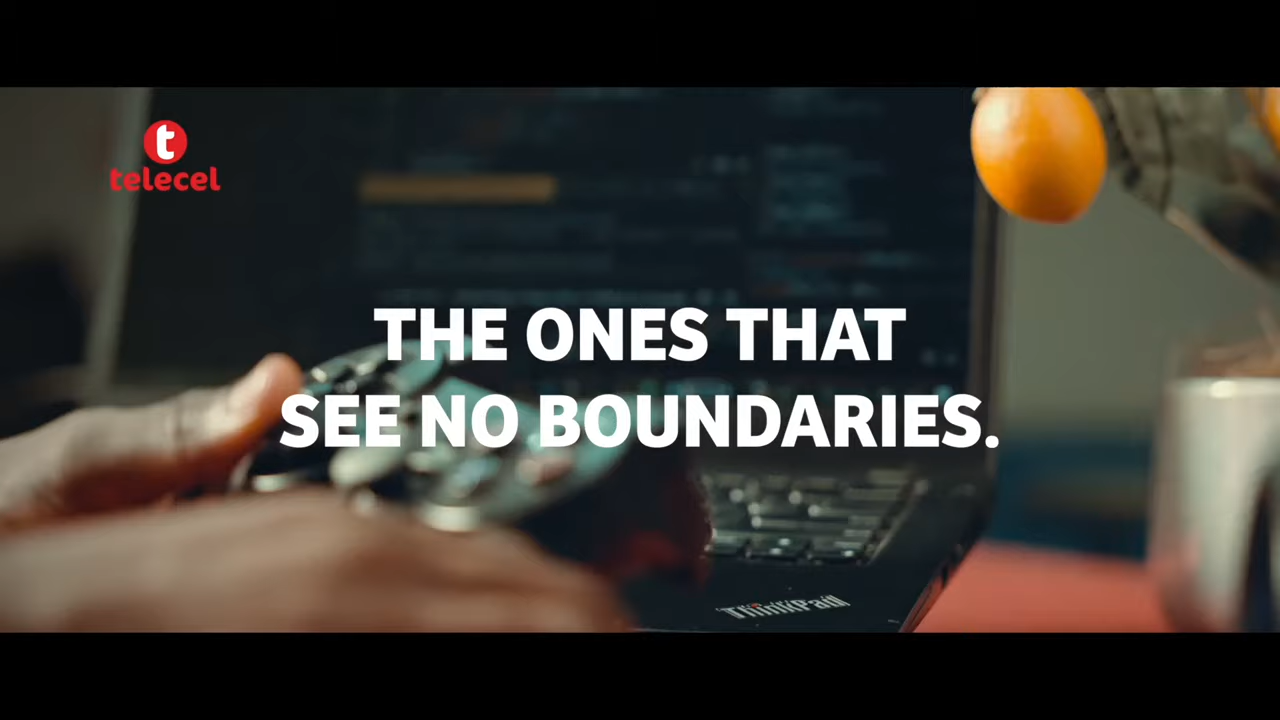 t
telecel
THE ONES THAT
SEE NO BOUNDARIES.
ThinkPad